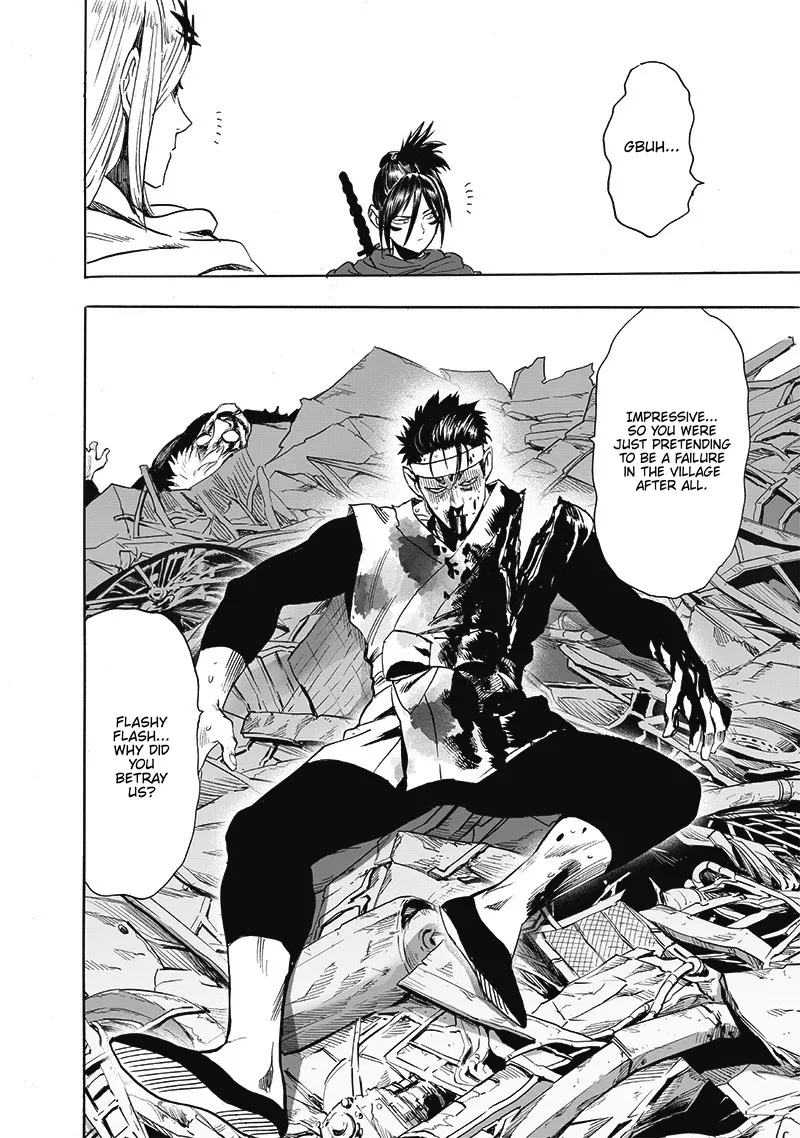 GBUH...
IMPRESSIVE...
SO YOU WERE
JUST PRETENDING
TO BE A FAILURE
IN THE VILLAGE
AFTER ALL.
FLASHY
FLASH...
WHY DID
YOU
BETRAY
US?